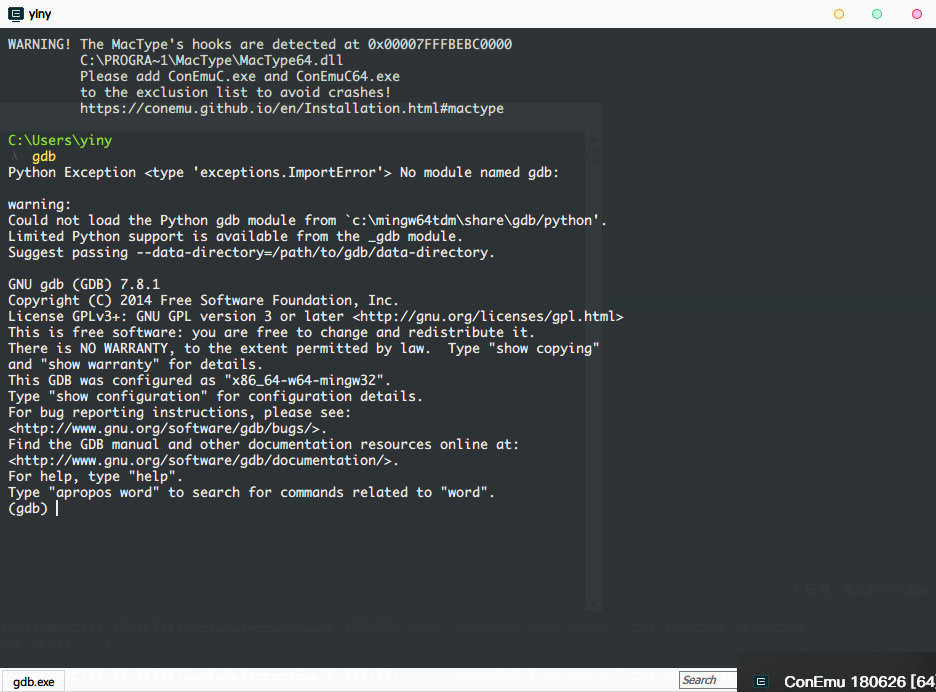 yiny
WARNING! The MacType's hooks are detected at 0x00007FFFBEBC0000
C:\PROGRA~1\MacType\MacType64.dll
Please add ConEmuC.exe and ConEmuC64.exe
to the exclusion list to avoid crashes!
https://conemu.github.io/en/Installation.html#mactype
C:\Users\yiny
λ gdb
Python Exception <type 'exceptions.ImportError'> No module named gdb:
warning:
Could not load the Python gdb module from `c:\mingw64tdm\share\gdb/python'.
Limited Python support is available from the _gdb module.
Suggest passing --data-directory=/path/to/gdb/data-directory.
GNU gdb (GDB) 7.8.1
Copyright (C) 2014 Free Software Foundation, Inc.
License GPLv3+: GNU GPL version 3 or later <http://gnu.org/licenses/gpl.html>
This is free software: you are free to change and redistribute it.
There is NO WARRANTY, to the extent permitted by law.  Type "show copying"
and "show warranty" for details.
This GDB was configured as "x86_64-w64-mingw32".
Type "show configuration" for configuration details.
For bug reporting instructions, please see:
<http://www.gnu.org/software/gdb/bugs/>.
Find the GDB manual and other documentation resources online at:
<http://www.gnu.org/software/gdb/documentation/>.
For help, type "help".
Type "apropos word" to search for commands related to "word".
(gdb)
gdb.exe
Search
ConEmu 180626 [64